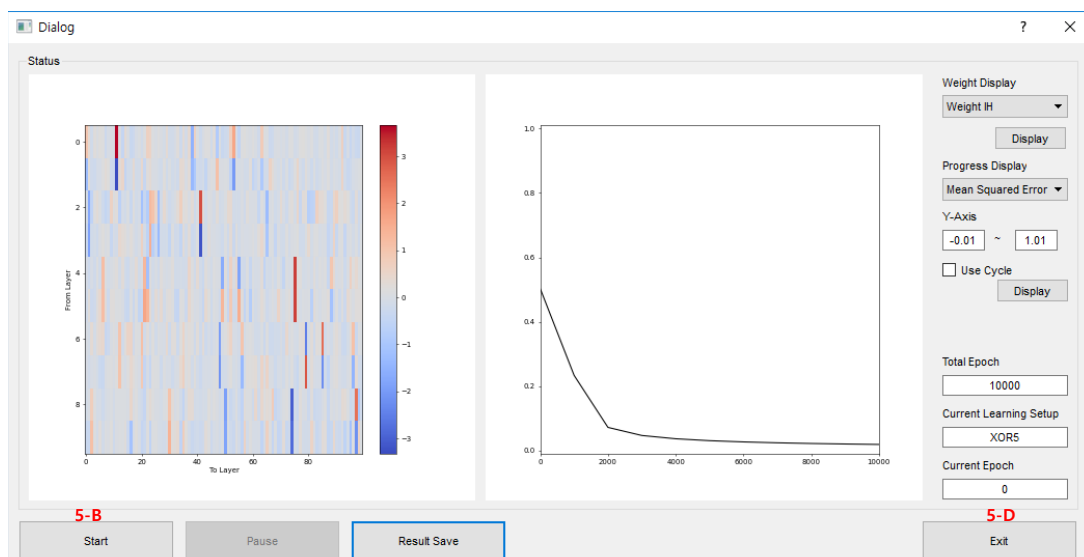 Dialog
?
Status
Weight Display
Weight IH
Display
Progress Display
Mean Squared Error
Y-Axis
-0.01 ~ 1.01
Use Cycle
Display
Total Epoch
10000
Current Learning Setup
XOR5
Current Epoch
0
From Layer
0
2
4
6
8
0 20 40 60 80
To Layer
3
2
1
0
−1
−2
−3
1.0
0.8
0.6
0.4
0.2
0.0
0 2000 4000 6000 8000 10000
5-B
5-D
Start
Pause
Result Save
Exit